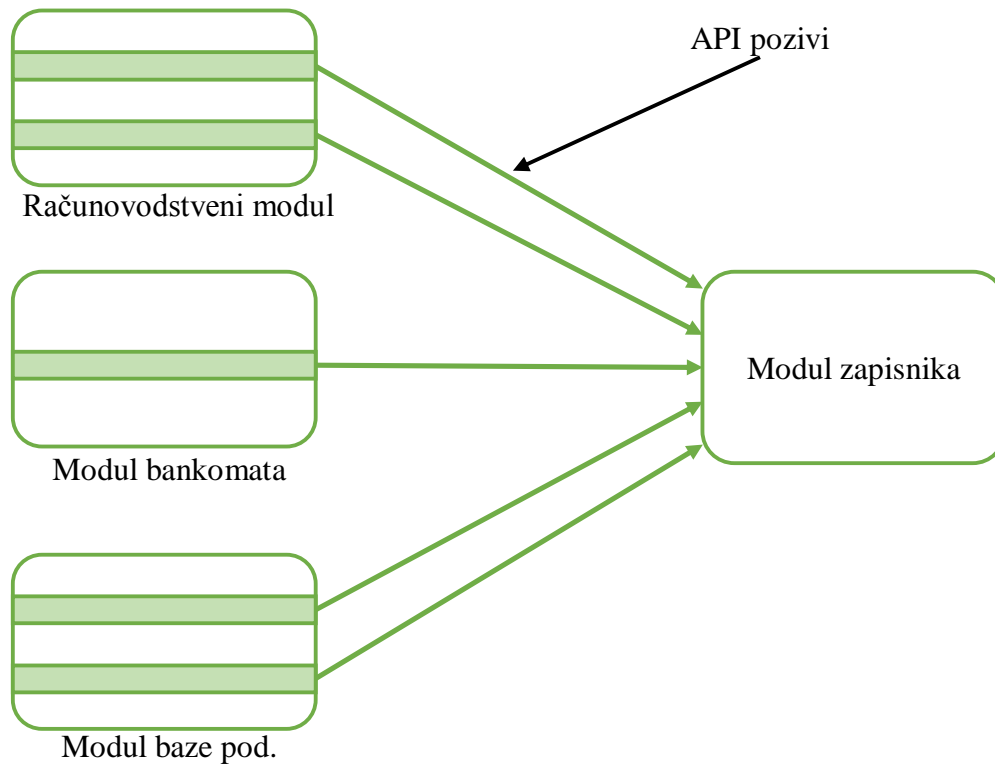 API pozivi
Računovodstveni modul
Modul zapisnika
Modul bankomata
Modul baze pod.